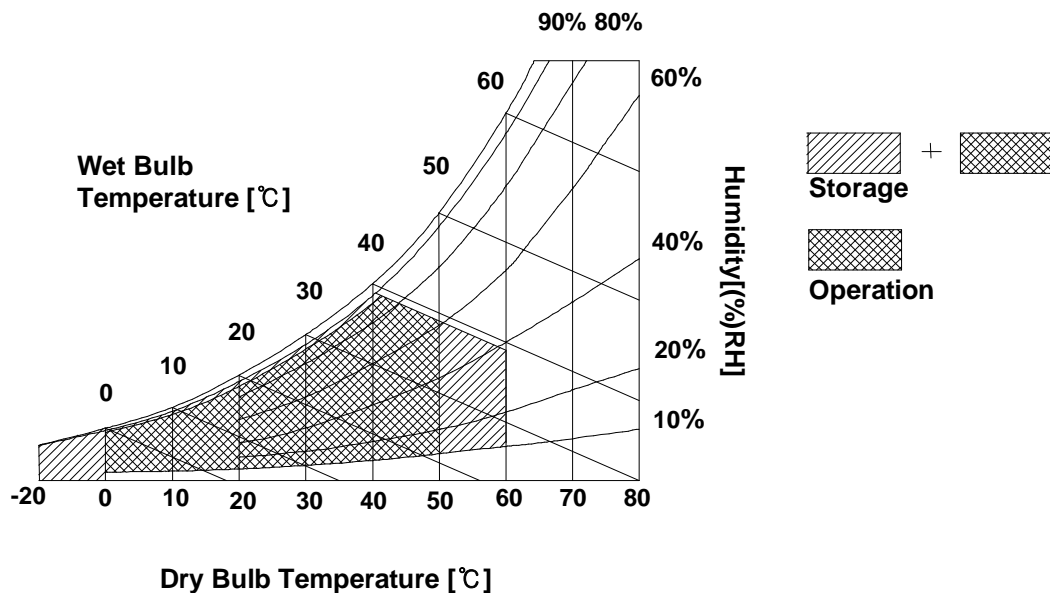 90% 80%
60
60%
50
Wet Bulb
Temperature [℃]
+
Storage
40
40%
Humidity[(%)RH]
30
Operation
20
20%
10
0
10%
-20 0 10 20 30 40 50 60 70 80
Dry Bulb Temperature [℃]